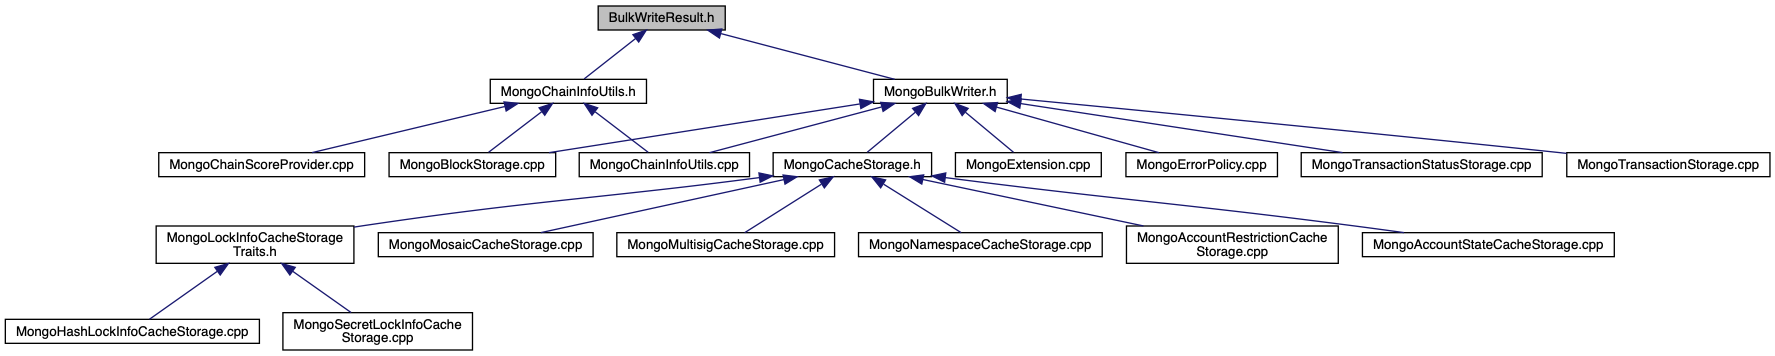 BulkWriteResult.h
MongoChainInfoUtils.h
MongoBulkWriter.h
MongoChainScoreProvider.cpp
MongoBlockStorage.cpp
MongoChainInfoUtils.cpp
MongoCacheStorage.h
MongoExtension.cpp
MongoErrorPolicy.cpp
MongoTransactionStatusStorage.cpp
MongoTransactionStorage.cpp
MongoLockInfoCacheStorage
Traits.h
MongoMosaicCacheStorage.cpp
MongoMultisigCacheStorage.cpp
MongoNamespaceCacheStorage.cpp
MongoAccountRestrictionCache
Storage.cpp
MongoAccountStateCacheStorage.cpp
MongoHashLockInfoCacheStorage.cpp
MongoSecretLockInfoCache
Storage.cpp